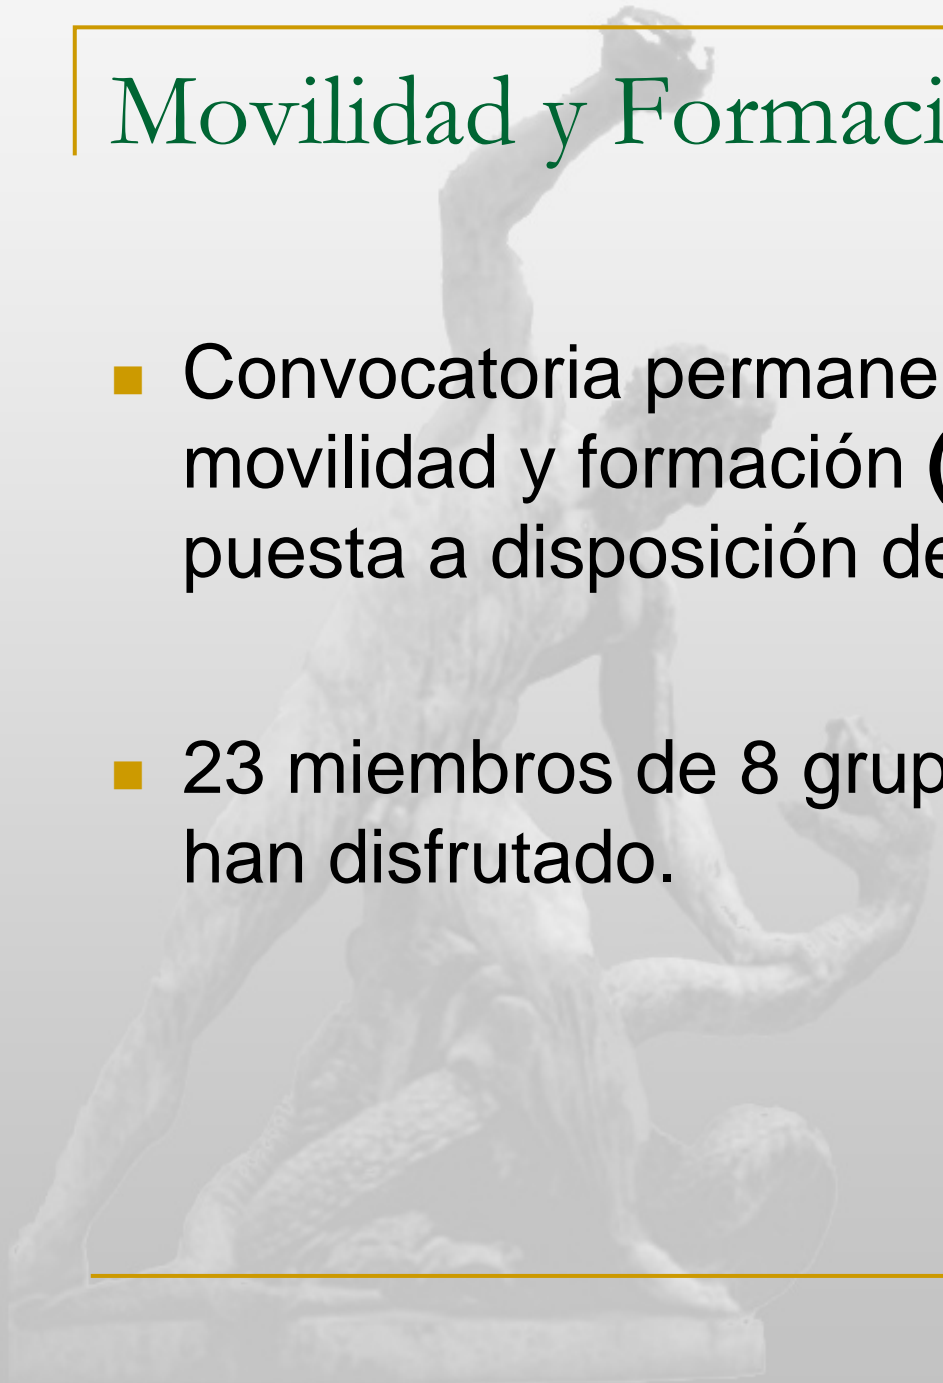 Movilidad y Formaci
Convocatoria permane
movilidad y formación (
puesta a disposición de
23 miembros de 8 grup
han disfrutado.